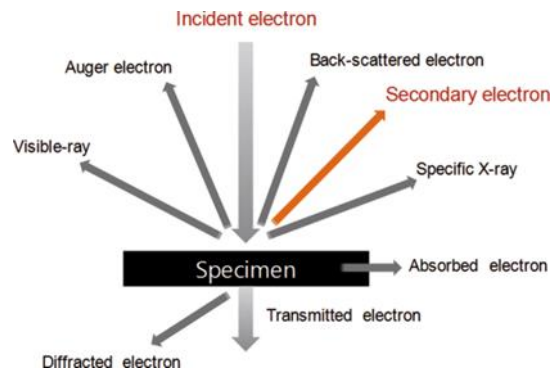 Incident electron
Auger electron
Back-scattered electron
Secondary electron
Visible-ray
Specific X-ray
Specimen
Absorbed electron
Transmitted electron
Diffracted electron